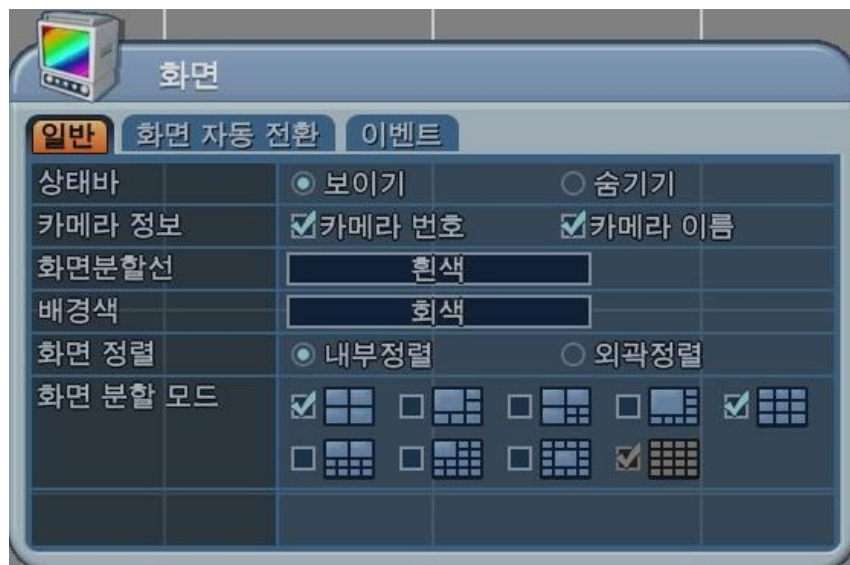 화면
일반 화면 자동 전환 이벤트
상태바 보이기 숨기기
카메라 정보 카메라 번호 카메라 이름
화면분할선 흰색
배경색 회색
화면 정렬 내부정렬 외곽정렬
화면 분할 모드